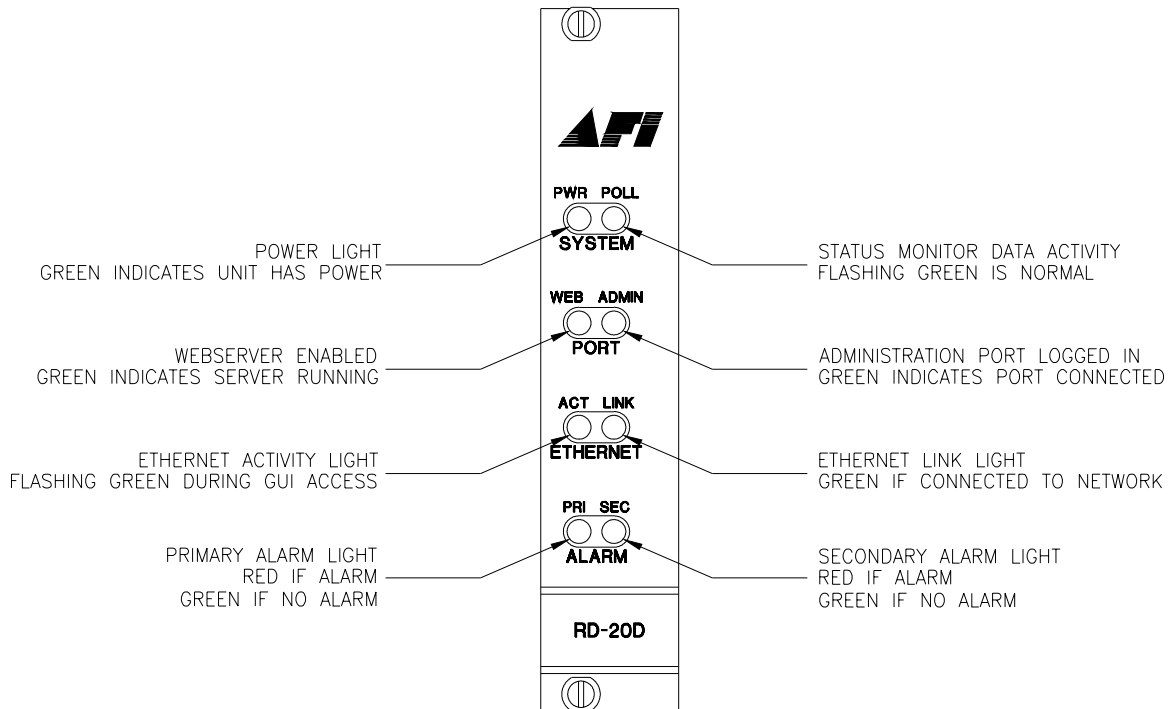 AFI
PWR POLL
SYSTEM
POWER LIGHT
GREEN INDICATES UNIT HAS POWER
STATUS MONITOR DATA ACTIVITY
FLASHING GREEN IS NORMAL
WEB ADMIN
PORT
WEBSERVER ENABLED
GREEN INDICATES SERVER RUNNING
ADMINISTRATION PORT LOGGED IN
GREEN INDICATES PORT CONNECTED
ACT LINK
ETHERNET
ETHERNET ACTIVITY LIGHT
FLASHING GREEN DURING GUI ACCESS
ETHERNET LINK LIGHT
GREEN IF CONNECTED TO NETWORK
PRI SEC
ALARM
PRIMARY ALARM LIGHT
RED IF ALARM
GREEN IF NO ALARM
SECONDARY ALARM LIGHT
RED IF ALARM
GREEN IF NO ALARM
RD-20D